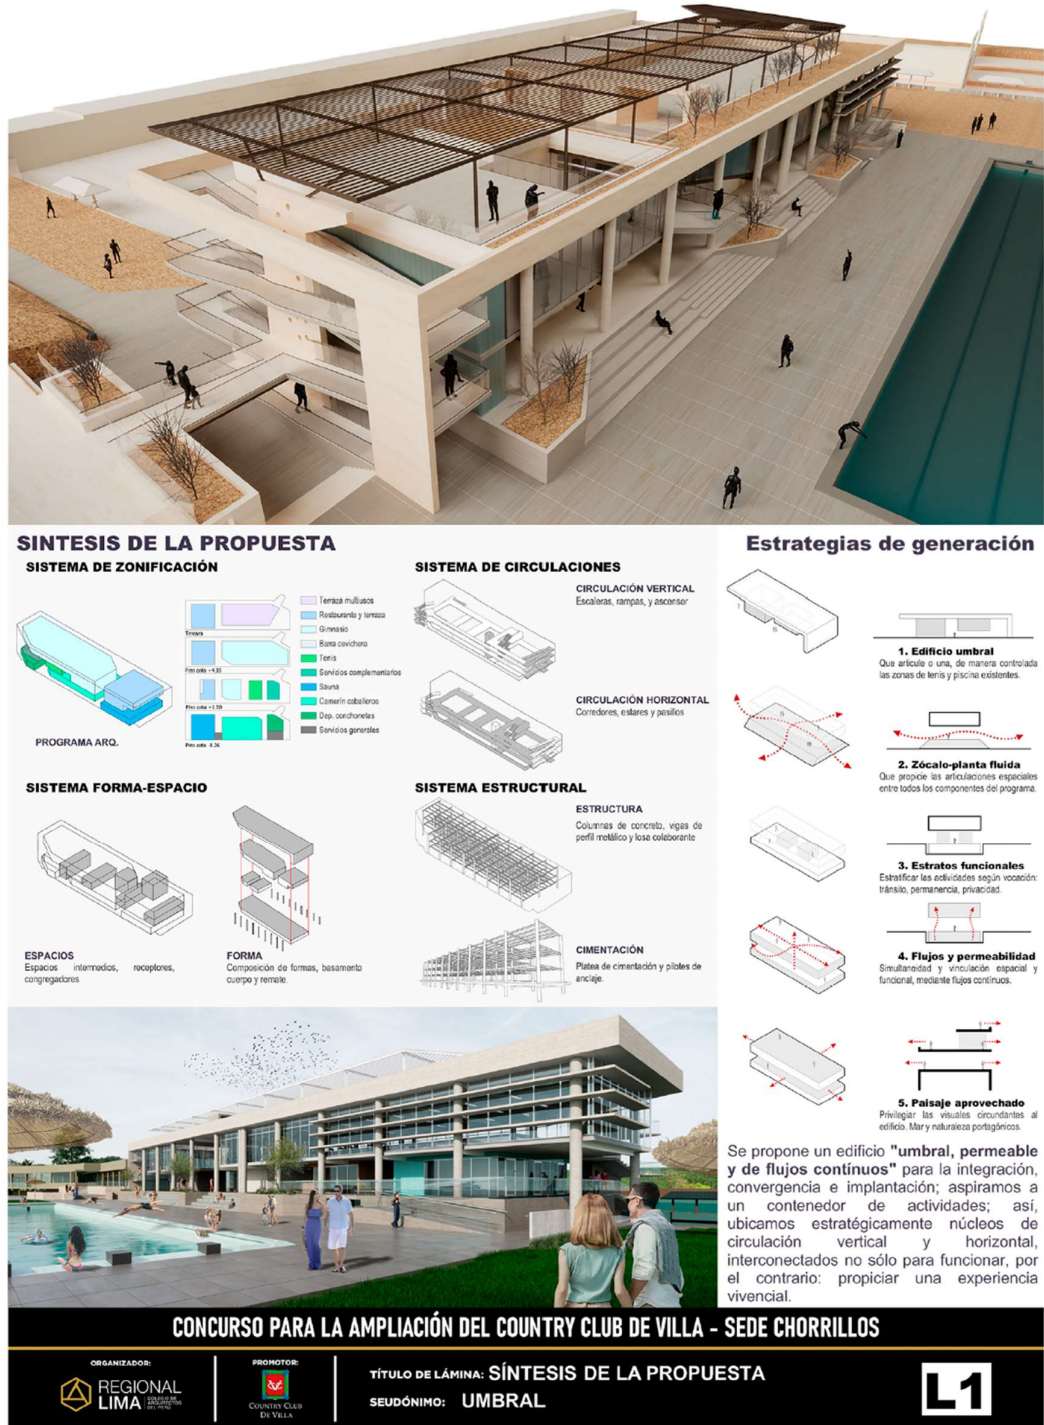 SINTESIS DE LA PROPUESTA
SISTEMA DE ZONIFICACIÓN
Terraza multiusos
Restaurante y terraza
Gimnasio
Barra cevichera
Tenis
Servicios complementarios
Sauna
Camerín caballeros
Dep. conchonetas
Servicios generales
Terraza
PROGRAMA ARQ.
SISTEMA DE CIRCULACIONES
CIRCULACIÓN VERTICAL
Escaleras, rampas, y ascensor
CIRCULACIÓN HORIZONTAL
Corredores, estares y pasillos
SISTEMA FORMA-ESPACIO
ESPACIOS
Espacios intermedios, receptores,
congregadores
FORMA
Composición de formas, basamento
cuerpo y remate.
SISTEMA ESTRUCTURAL
ESTRUCTURA
Columnas de concreto, vigas de
perfil metálico y losa colaborante
CIMENTACIÓN
Platea de cimentación y pilotes de
anclaje.
Estrategias de generación
1. Edificio umbral
Que articule o una, de manera controlada
las zonas de tenis y piscina existentes.
2. Zócalo-planta fluida
Que propicie las articulaciones espaciales
entre todos los componentes del programa.
3. Estratos funcionales
Estratificar las actividades según vocación:
tránsito, permanencia, privacidad.
4. Flujos y permeabilidad
Simultaneidad y vinculación espacial y
funcional, mediante flujos contínuos.
5. Paisaje aprovechado
Privilegiar las visuales circundantes al
edificio. Mar y naturaleza portagónicos.
Se propone un edificio "umbral, permeable
y de flujos contínuos" para la integración,
convergencia e implantación; aspiramos a
un contenedor de actividades; así,
ubicamos estratégicamente núcleos de
circulación vertical y horizontal,
interconectados no sólo para funcionar, por
el contrario: propiciar una experiencia
vivencial.
CONCURSO PARA LA AMPLIACIÓN DEL COUNTRY CLUB DE VILLA - SEDE CHORRILLOS
ORGANIZADOR:
REGIONAL
LIMA
COLEGIO DE
ARQUITECTOS
DEL PERÚ
PROMOTOR:
COUNTRY CLUB
DE VILLA
TÍTULO DE LÁMINA: SÍNTESIS DE LA PROPUESTA
SEUDÓNIMO: UMBRAL
L1